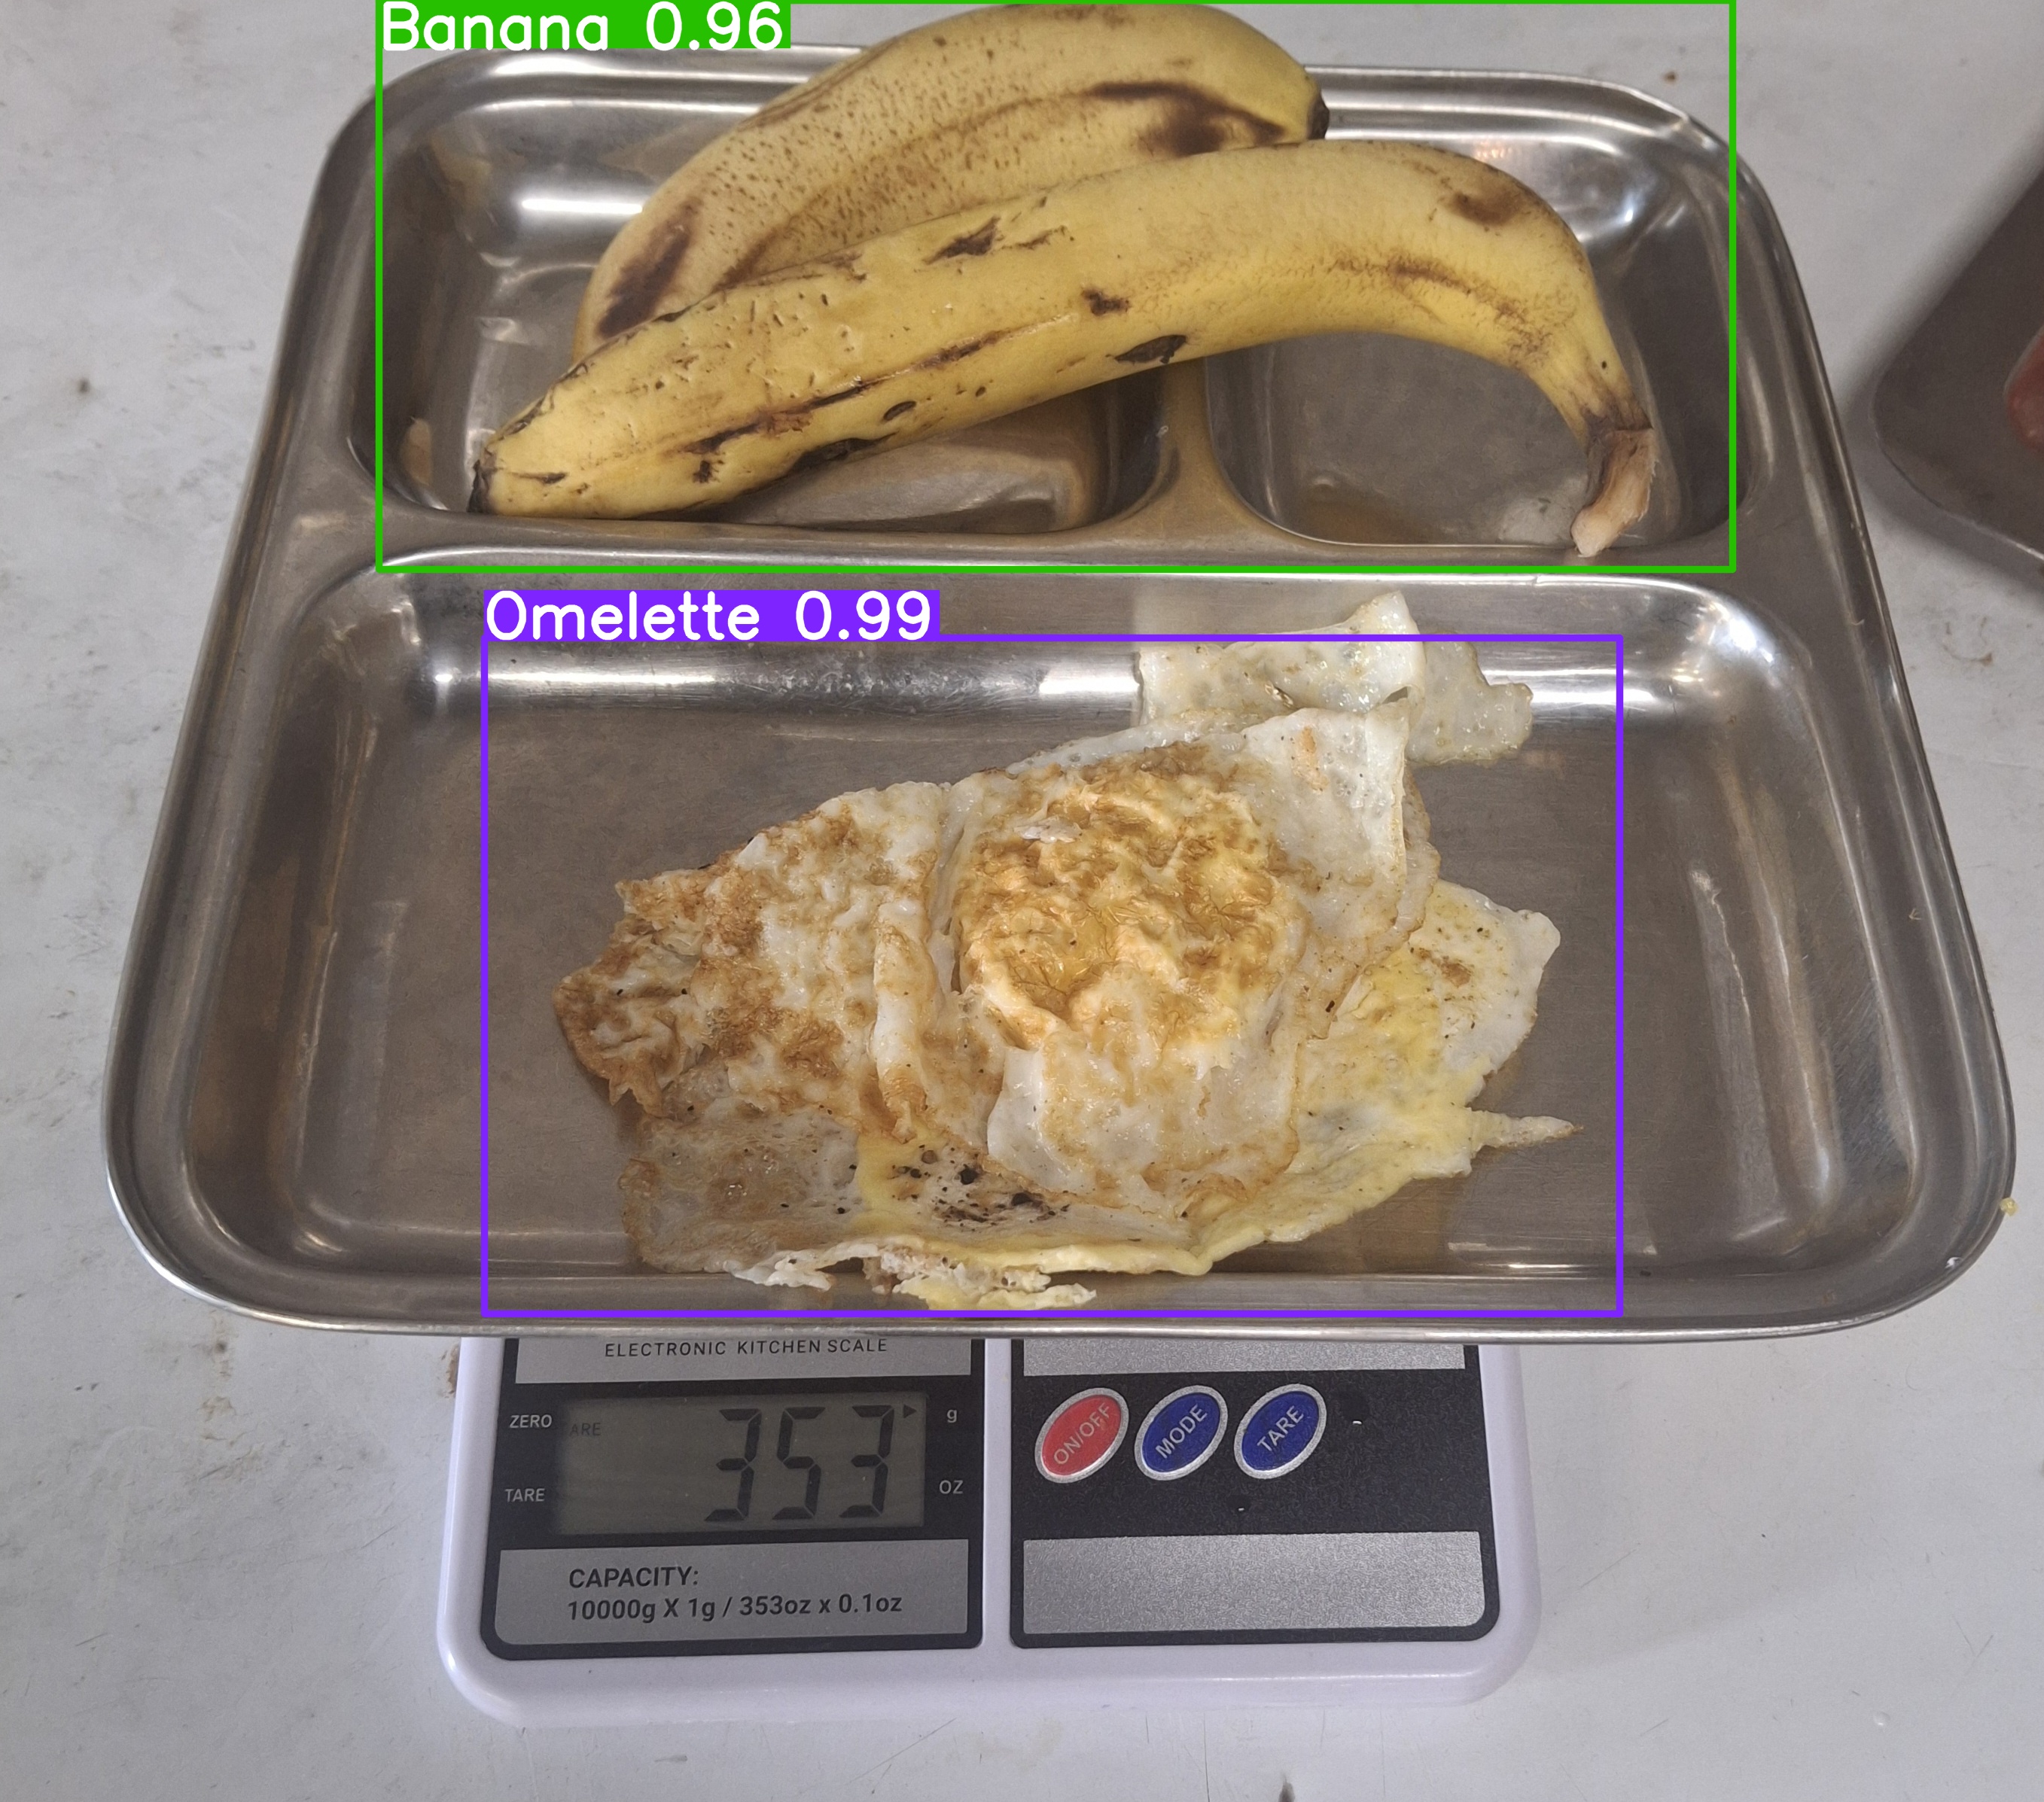 Banana 0.96
Omelette 0.99
ELECTRONIC KITCHEN SCALE
ZERO ARE 353 g
TARE OZ
ON/OFF MODE TARE
CAPACITY:
10000g X 1g / 353oz x 0.1oz